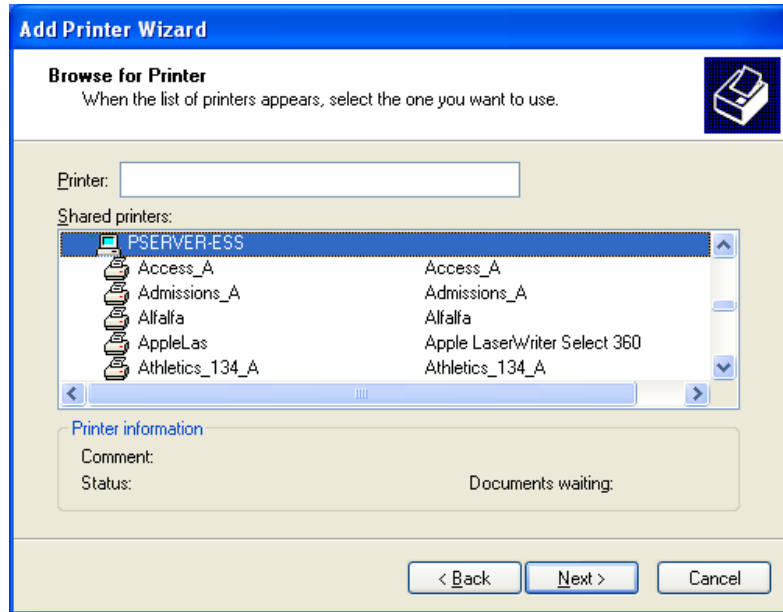 Add Printer Wizard
Browse for Printer
When the list of printers appears, select the one you want to use.
Printer:
Shared printers:
PSERVER-ESS
Access_A Access_A
Admissions_A Admissions_A
Alfalfa Alfalfa
AppleLas Apple LaserWriter Select 360
Athletics_134_A Athletics_134_A
Printer information
Comment:
Status: Documents waiting:
< Back Next > Cancel